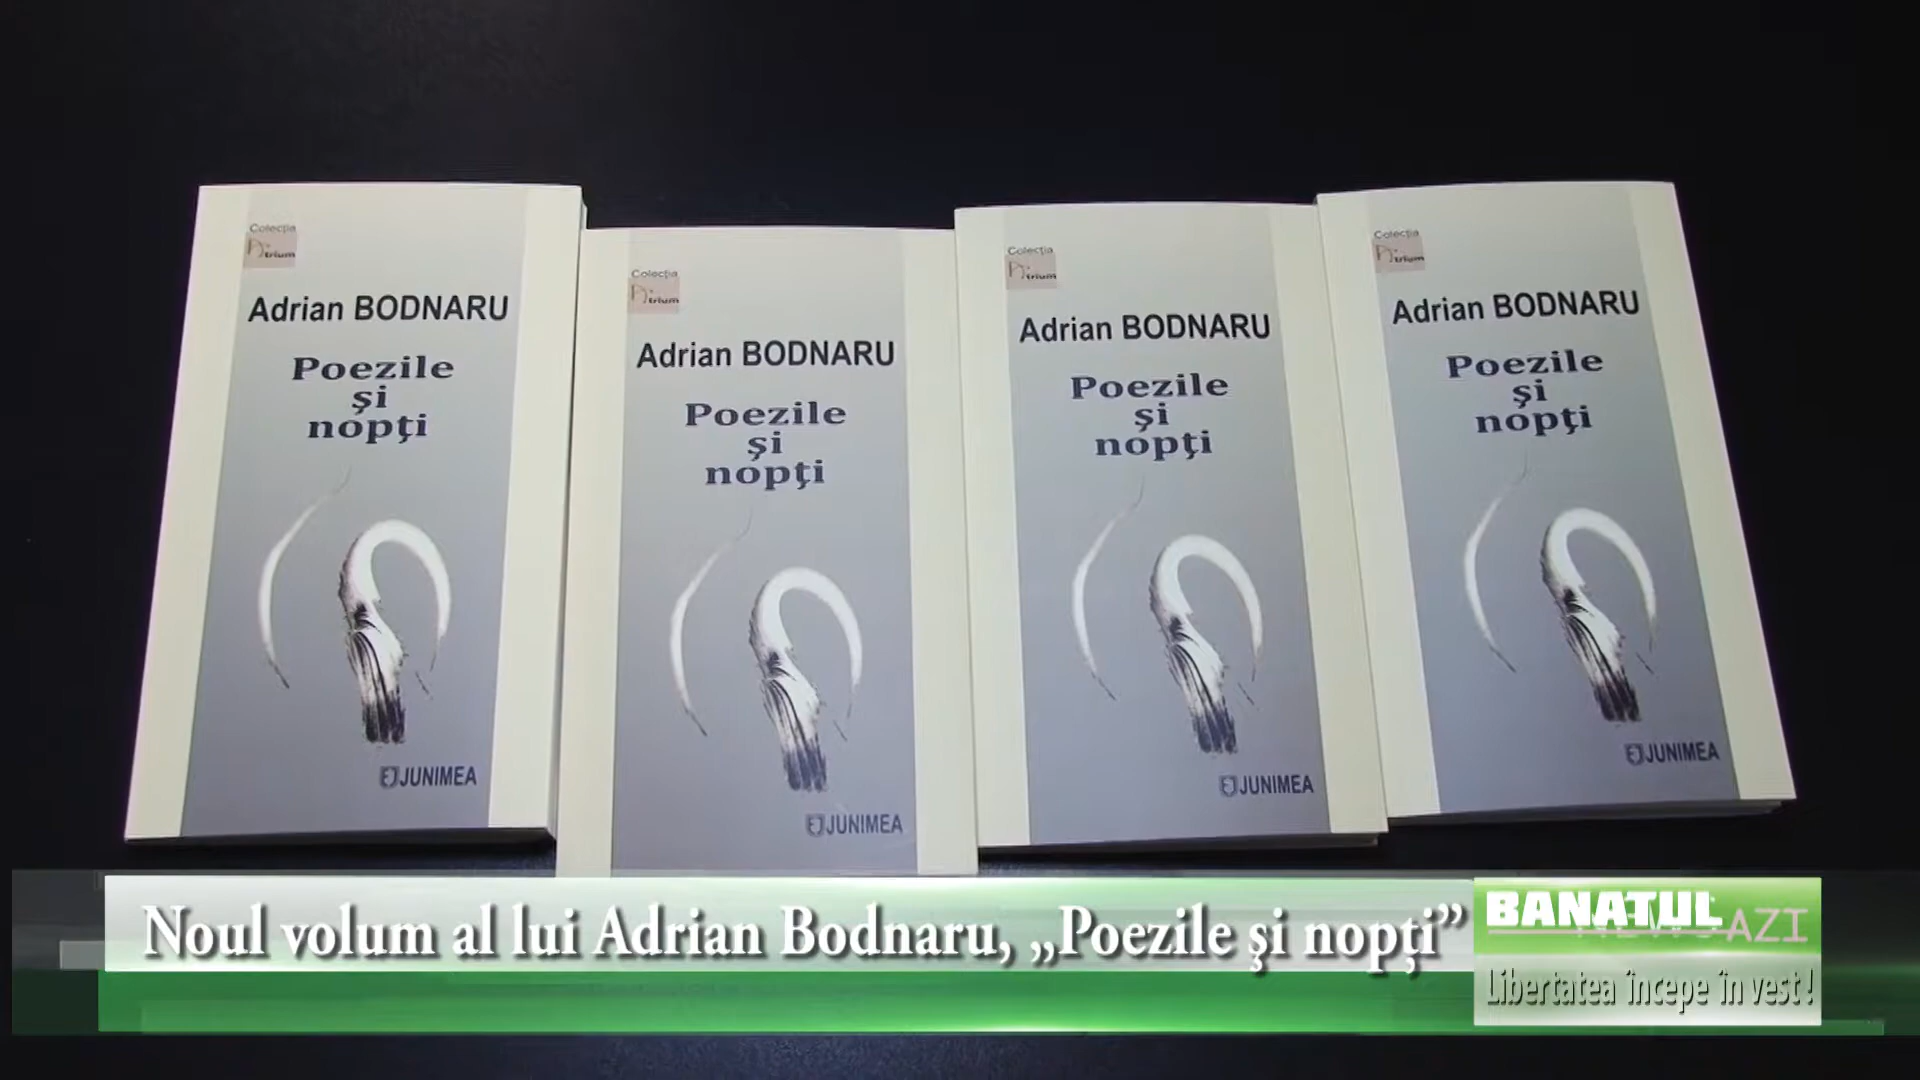 Colecţia
Atrium
Adrian BODNARU
Poezile
şi
nopţi
JUNIMEA
Colecţia
Atrium
Adrian BODNARU
Poezile
şi
nopţi
JUNIMEA
Colecţia
Atrium
Adrian BODNARU
Poezile
şi
nopţi
JUNIMEA
Colecţia
Atrium
Adrian BODNARU
Poezile
şi
nopţi
JUNIMEA
Noul volum al lui Adrian Bodnaru, „Poezile şi nopți”
BANATUL
AZI
Libertatea începe în vest!